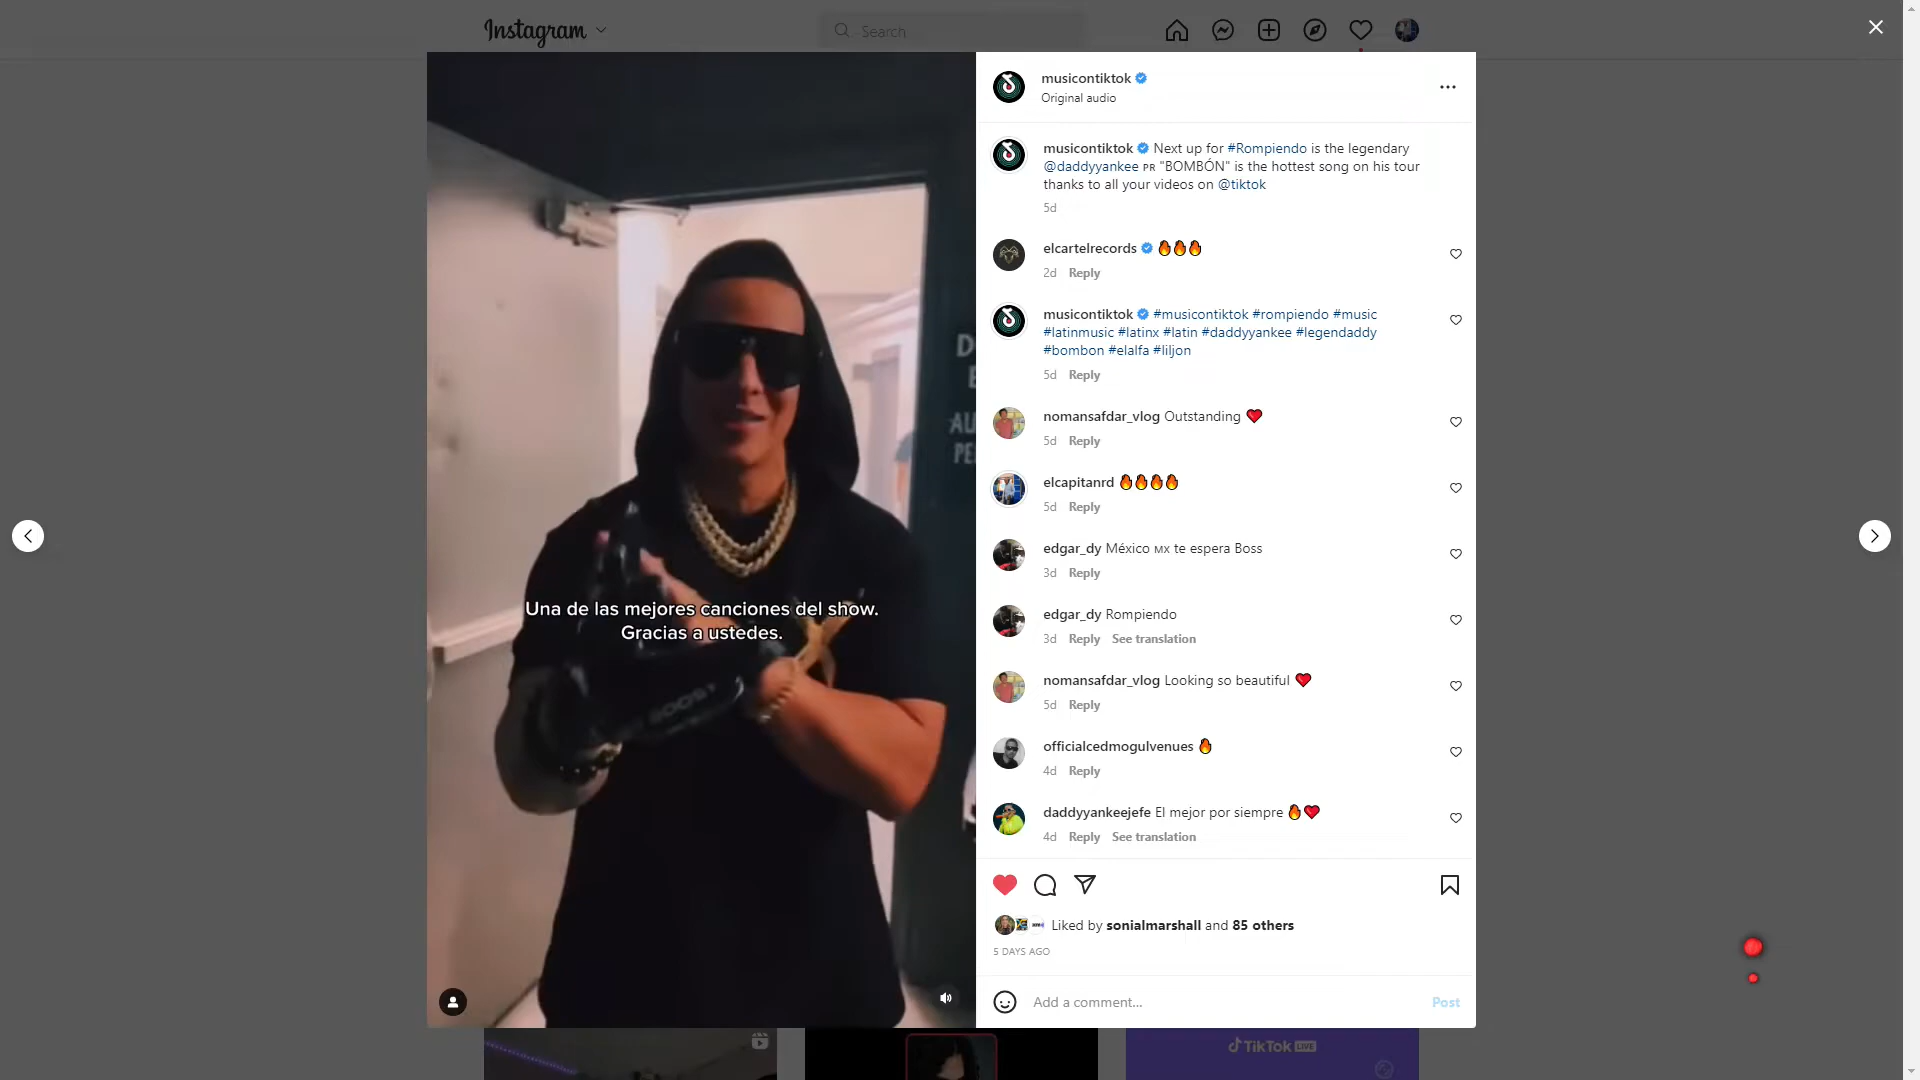 Instagram
Search
musicontiktok
Original audio
musicontiktok Next up for #Rompiendo is the legendary
@daddyyankee PR "BOMBÓN" is the hottest song on his tour
thanks to all your videos on @tiktok
5d
elcartelrecords 🔥🔥🔥
2d Reply
musicontiktok #musicontiktok #rompiendo #music
#latinmusic #latinx #latin #daddyyankee #legendaddy
#bombon #elalfa #liljon
5d Reply
nomansafdar_vlog Outstanding ❤️
5d Reply
elcapitanrd 🔥🔥🔥🔥
5d Reply
edgar_dy México MX te espera Boss
3d Reply
edgar_dy Rompiendo
3d Reply See translation
nomansafdar_vlog Looking so beautiful ❤️
5d Reply
officialcedmogulvenues 🔥
4d Reply
daddyyankeejefe El mejor por siempre 🔥❤️
4d Reply See translation
Liked by sonialmarshall and 85 others
5 DAYS AGO
Add a comment...
Post
Una de las mejores canciones del show.
Gracias a ustedes.
BOOST
TikTok LIVE